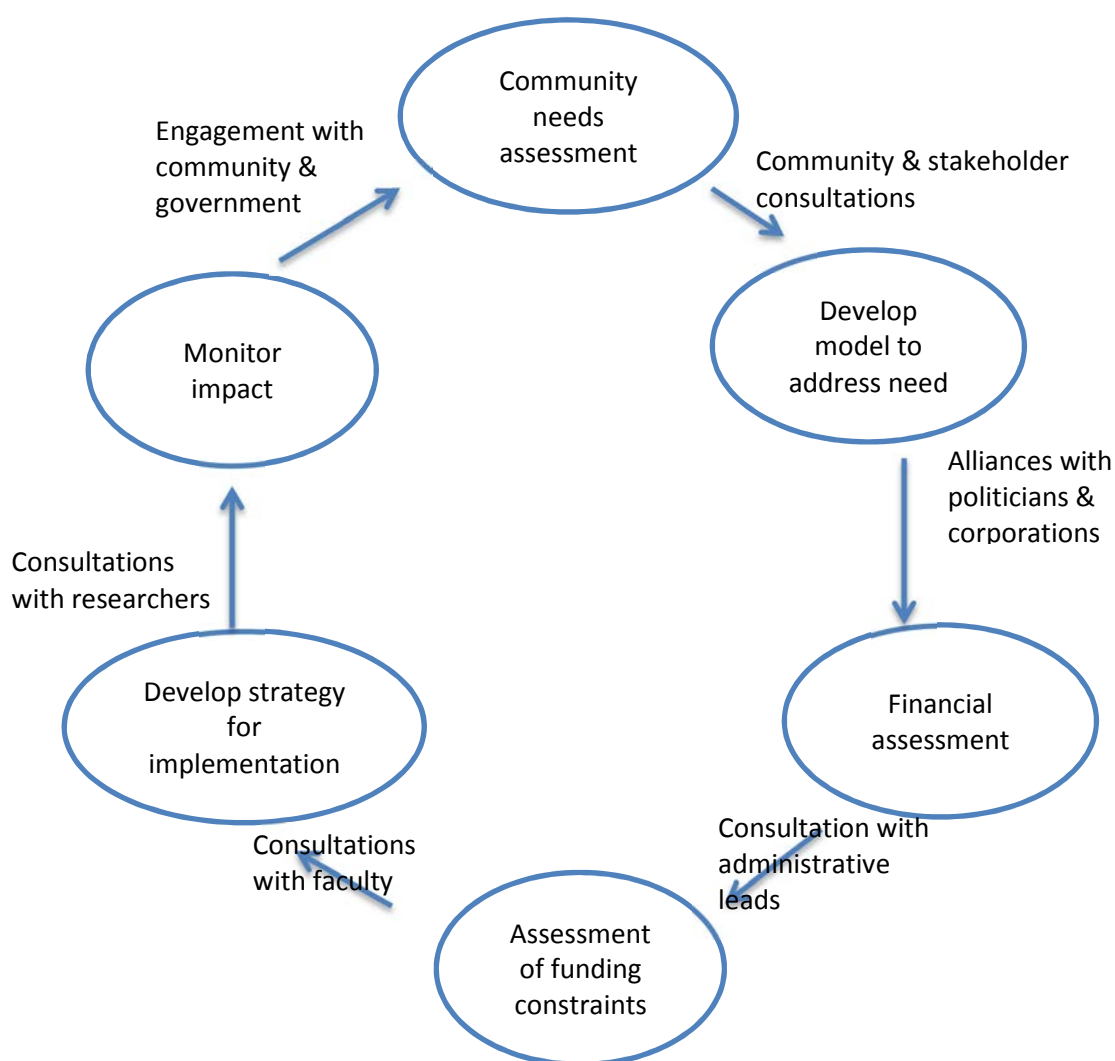 Community
needs
assessment
Engagement with
community &
government
Community & stakeholder
consultations
Develop
model to
address need
Monitor
impact
Alliances with
politicians &
corporations
Consultations
with researchers
Develop strategy
for
implementation
Financial
assessment
Consultation with
administrative
leads
Consultations
with faculty
Assessment
of funding
constraints